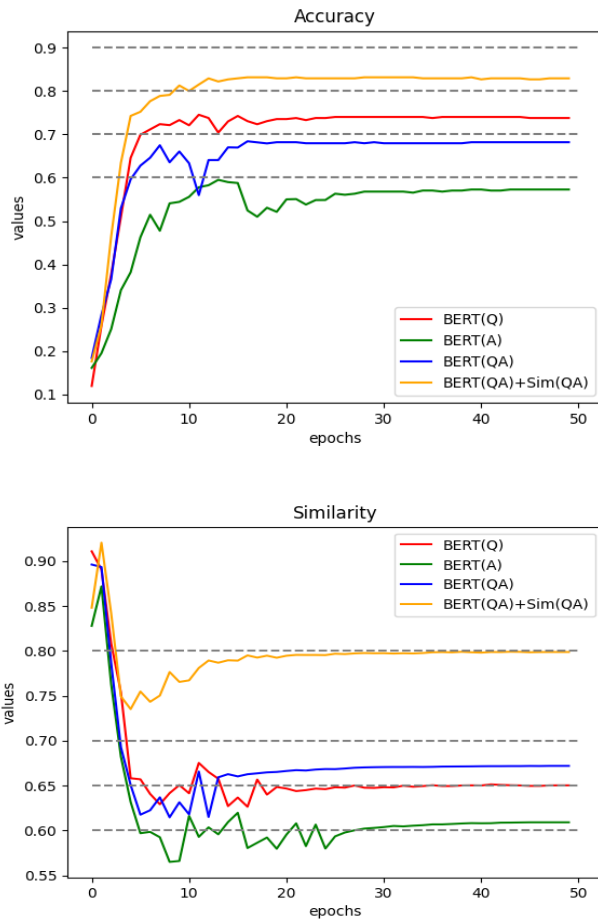 Accuracy
0.9
0.8
0.7
0.6
0.5
0.4
0.3
0.2
0.1
values
BERT(Q)
BERT(A)
BERT(QA)
BERT(QA)+Sim(QA)
0 10 20 30 40 50
epochs
Similarity
0.90
0.85
0.80
0.75
0.70
0.65
0.60
0.55
values
BERT(Q)
BERT(A)
BERT(QA)
BERT(QA)+Sim(QA)
0 10 20 30 40 50
epochs